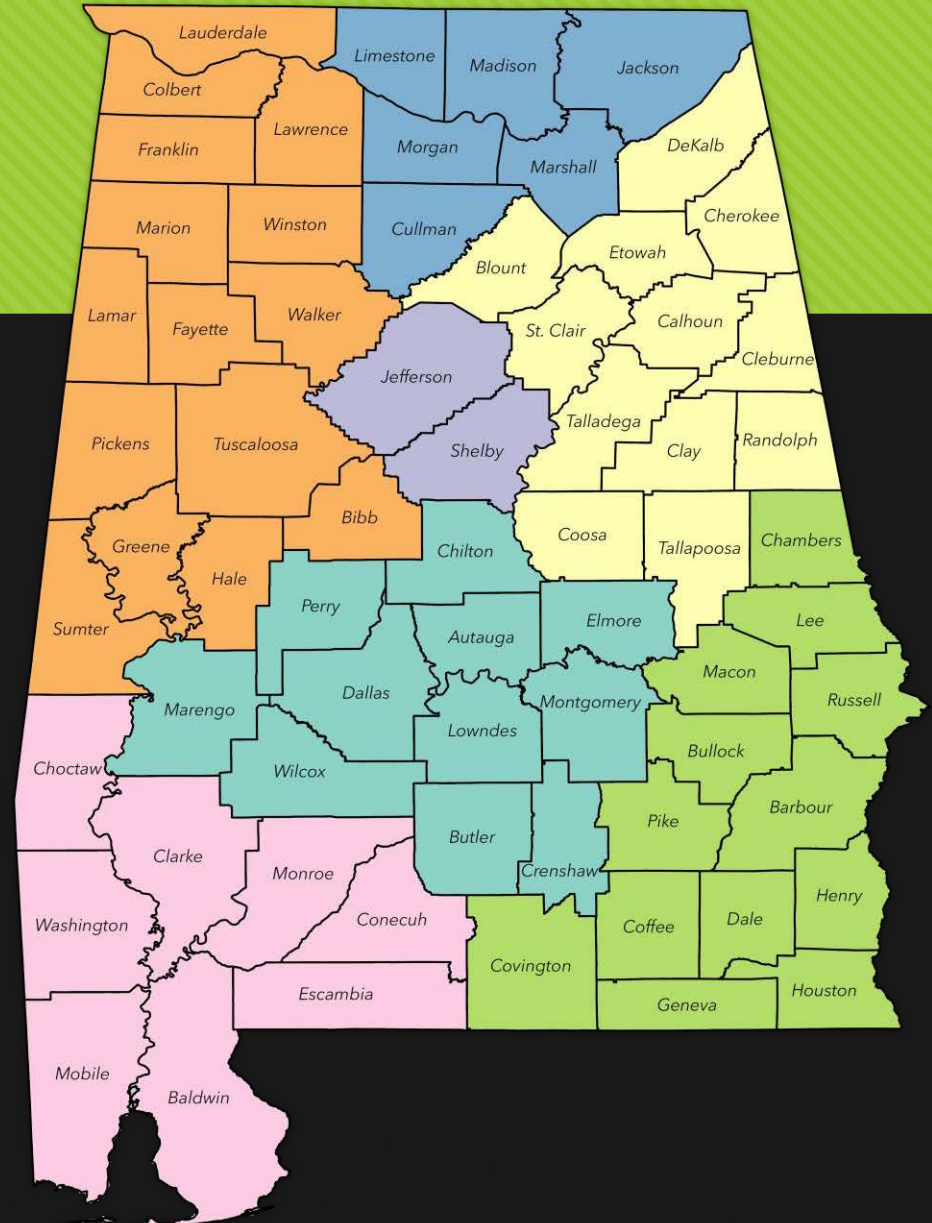 Lauderdale
Limestone
Madison
Jackson
Colbert
Lawrence
Franklin
Morgan
Marshall
DeKalb
Cherokee
Marion
Winston
Cullman
Blount
Etowah
Lamar
Fayette
Walker
St. Clair
Calhoun
Cleburne
Jefferson
Pickens
Tuscaloosa
Shelby
Talladega
Clay
Randolph
Bibb
Greene
Hale
Chilton
Coosa
Tallapoosa
Chambers
Sumter
Perry
Autauga
Elmore
Lee
Macon
Russell
Marengo
Dallas
Lowndes
Montgomery
Bullock
Choctaw
Wilcox
Butler
Crenshaw
Pike
Barbour
Clarke
Monroe
Henry
Washington
Conecuh
Coffee
Dale
Covington
Escambia
Geneva
Houston
Mobile
Baldwin